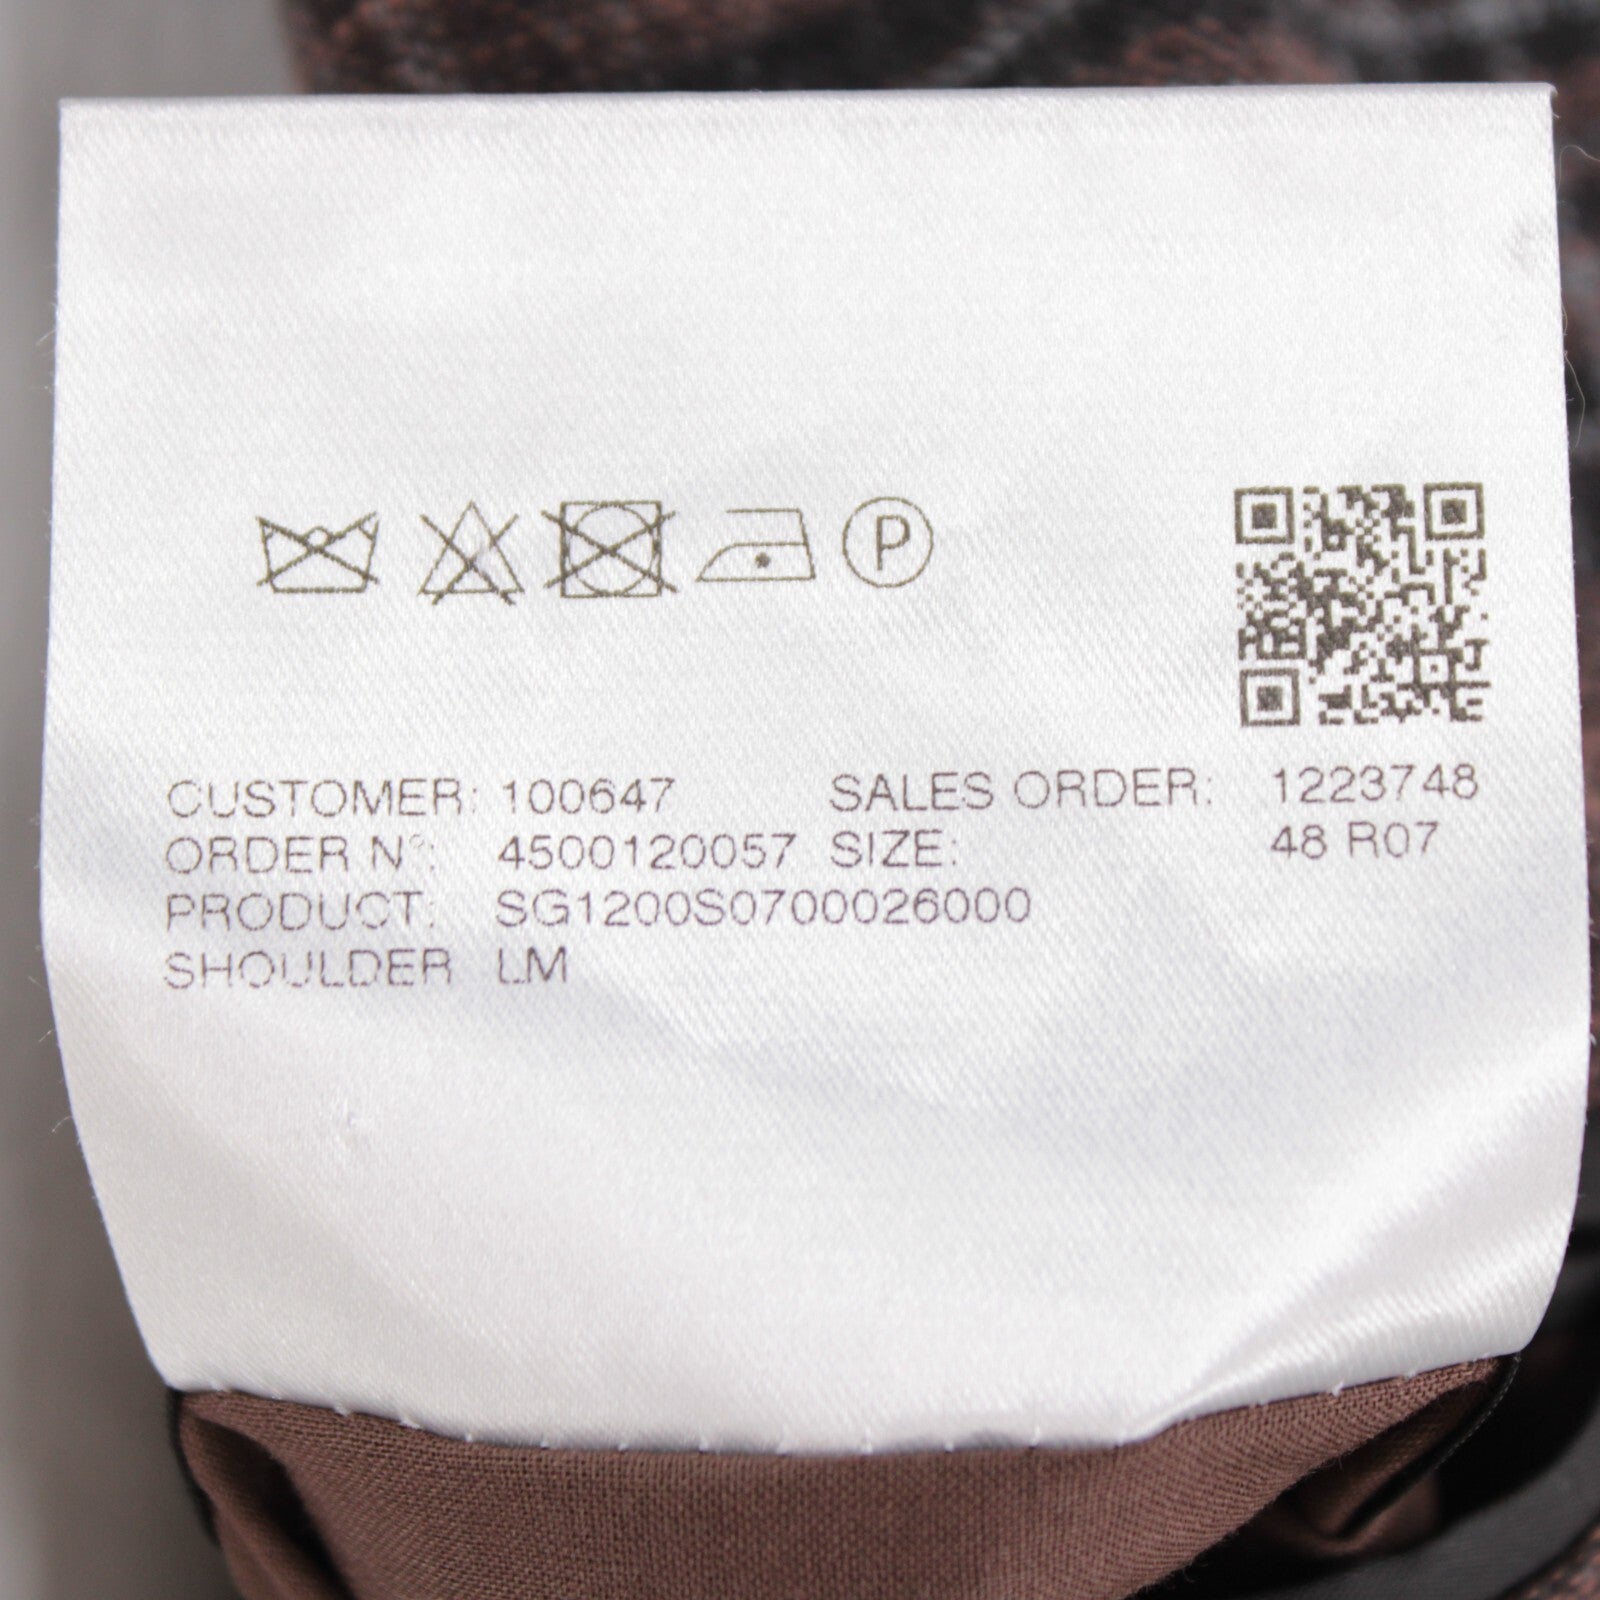 P
CUSTOMER: 100647 SALES ORDER: 1223748
ORDER N°: 4500120057 SIZE: 48 R07
PRODUCT: SG1200S0700026000
SHOULDER LM